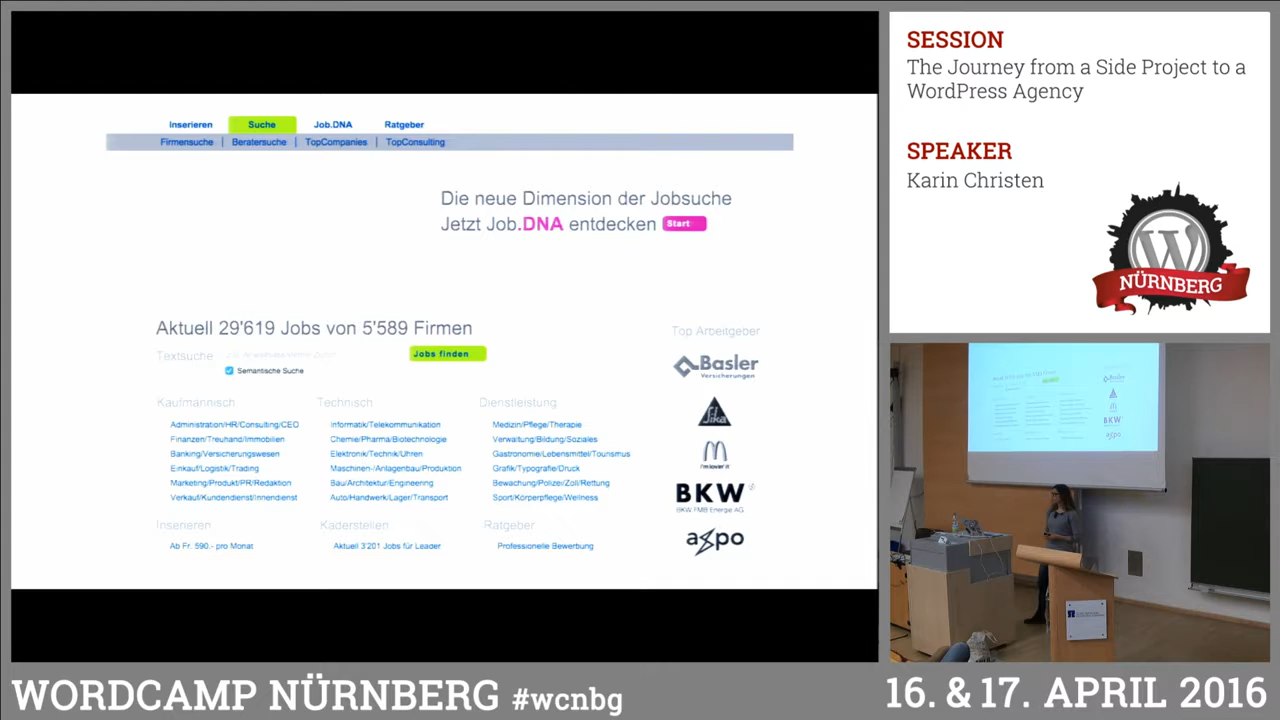 Inserieren
Suche
Job.DNA
Ratgeber
Firmensuche | Beratersuche | TopCompanies | TopConsulting
Die neue Dimension der Jobsuche
Jetzt Job.DNA entdecken Start
Aktuell 29'619 Jobs von 5'589 Firmen
Textsuche
Jobs finden
Semantische Suche
Kaufmännisch
Administration/HR/Consulting/CEO
Finanzen/Treuhand/Immobilien
Banking/Versicherungswesen
Einkauf/Logistik/Trading
Marketing/Produkt/PR/Redaktion
Verkauf/Kundendienst/Innendienst
Technisch
Informatik/Telekommunikation
Chemie/Pharma/Biotechnologie
Elektronik/Technik/Uhren
Maschinen-/Anlagenbau/Produktion
Bau/Architektur/Engineering
Auto/Handwerk/Lager/Transport
Dienstleistung
Medizin/Pflege/Therapie
Verwaltung/Bildung/Soziales
Gastronomie/Lebensmittel/Tourismus
Grafik/Typografie/Druck
Bewachung/Polizei/Zoll/Rettung
Sport/Körperpflege/Wellness
Inserieren
Ab Fr. 590.- pro Monat
Kaderstellen
Aktuell 3'201 Jobs für Leader
Ratgeber
Professionelle Bewerbung
Top Arbeitgeber
Basler
Versicherungen
Sika
i'm lovin' it
BKW
BKW FMB Energie AG
axpo
SESSION
The Journey from a Side Project to a
WordPress Agency
SPEAKER
Karin Christen
W
NÜRNBERG
BKW
axpo
WORDCAMP NÜRNBERG #wcnbg
16. & 17. APRIL 2016